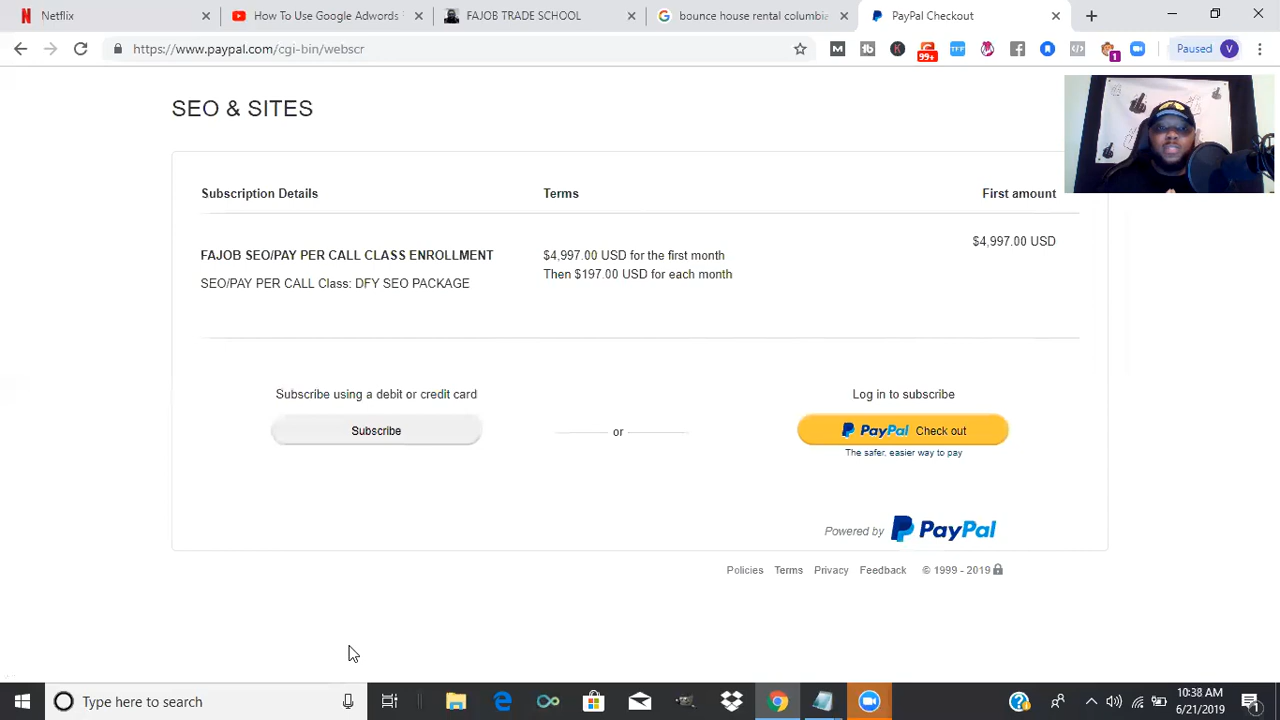 Netflix
How To Use Google Adwords
FAJOB TRADE SCHOOL
bounce house rental columbia
PayPal Checkout
https://www.paypal.com/cgi-bin/webscr
99+
TFF
1
Paused
V
SEO & SITES
Subscription Details Terms First amount
FAJOB SEO/PAY PER CALL CLASS ENROLLMENT
SEO/PAY PER CALL Class: DFY SEO PACKAGE
$4,997.00 USD for the first month
Then $197.00 USD for each month
$4,997.00 USD
Subscribe using a debit or credit card
Subscribe
or
Log in to subscribe
PayPal Check out
The safer, easier way to pay
Powered by PayPal
Policies Terms Privacy Feedback © 1999 - 2019
Type here to search
10:38 AM
6/21/2019
1